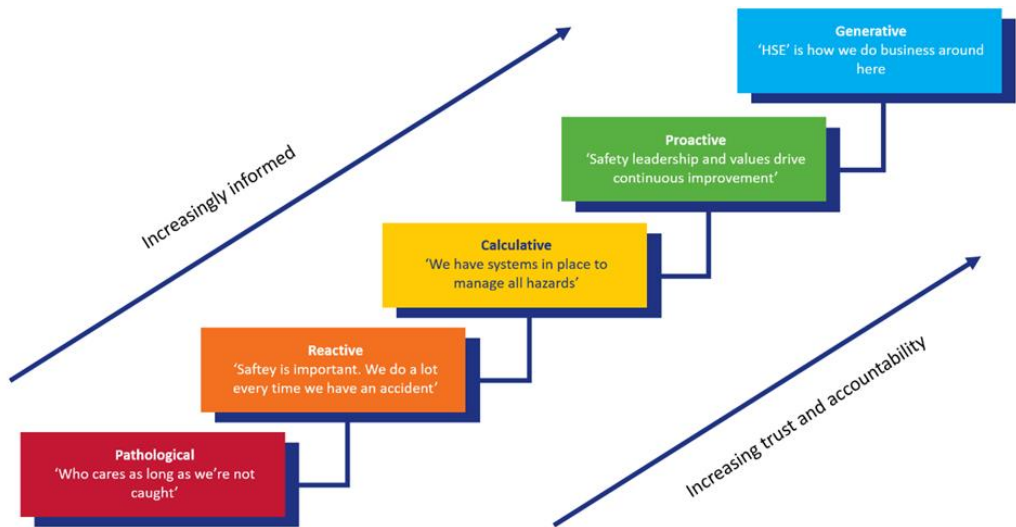 Generative
‘HSE’ is how we do business around
here
Proactive
‘Safety leadership and values drive
continuous improvement’
Increasingly informed
Calculative
‘We have systems in place to
manage all hazards’
Reactive
‘Saftey is important. We do a lot
every time we have an accident’
Increasing trust and accountability
Pathological
‘Who cares as long as we’re not
caught’